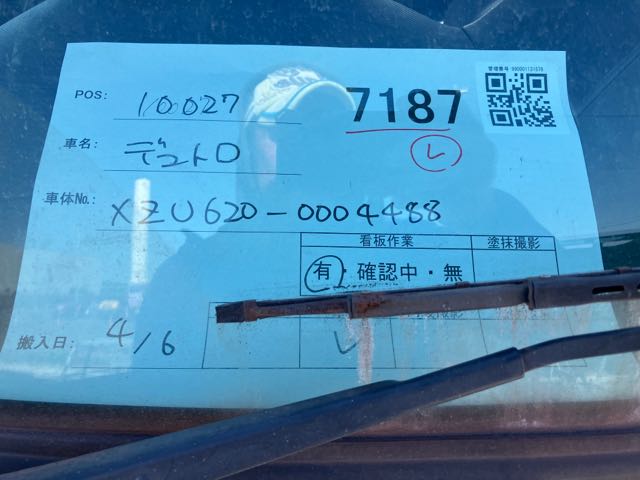 管理番号:990001131570
POS: 10027 7187
レ
車名: デュトロ
車体No.: XZU620-0004488
看板作業 塗抹撮影
有・確認中・無
搬入日: 4/6 レ